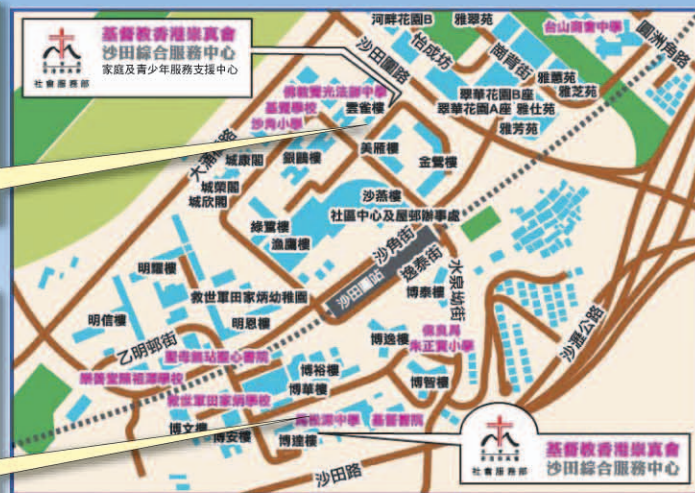 基督教香港崇真會
沙田綜合服務中心
家庭及青少年服務支援中心
社會服務部
河畔花園B
雅翠苑
台山商會中學
圓洲角路
沙田圍路
怡成坊
崗背街
雅蕙苑
雅芝苑
翠華花園B座
翠華花園A座
雅仕苑
雅芳苑
佛教覺光法師中學
基覺學校
沙角小學
雲雀樓
大涌橋路
城康閣
銀鷗樓
美雁樓
金鶯樓
城榮閣
城欣閣
沙燕樓
社區中心及屋邨辦事處
綠鷺樓
漁鷹樓
沙角街
逸泰街
沙田圍站
水泉坳街
明耀樓
救世軍田家炳幼稚園
博泰樓
明信樓
明恩樓
乙明邨街
沙瀝公路
博逸樓
保良局
朱正賢小學
聖母無玷聖心書院
博裕樓
博智樓
博華樓
救世軍田家炳學校
馮梁結中學
基督書院
博文樓
博安樓
博達樓
沙田路
基督教香港崇真會
沙田綜合服務中心
社會服務部